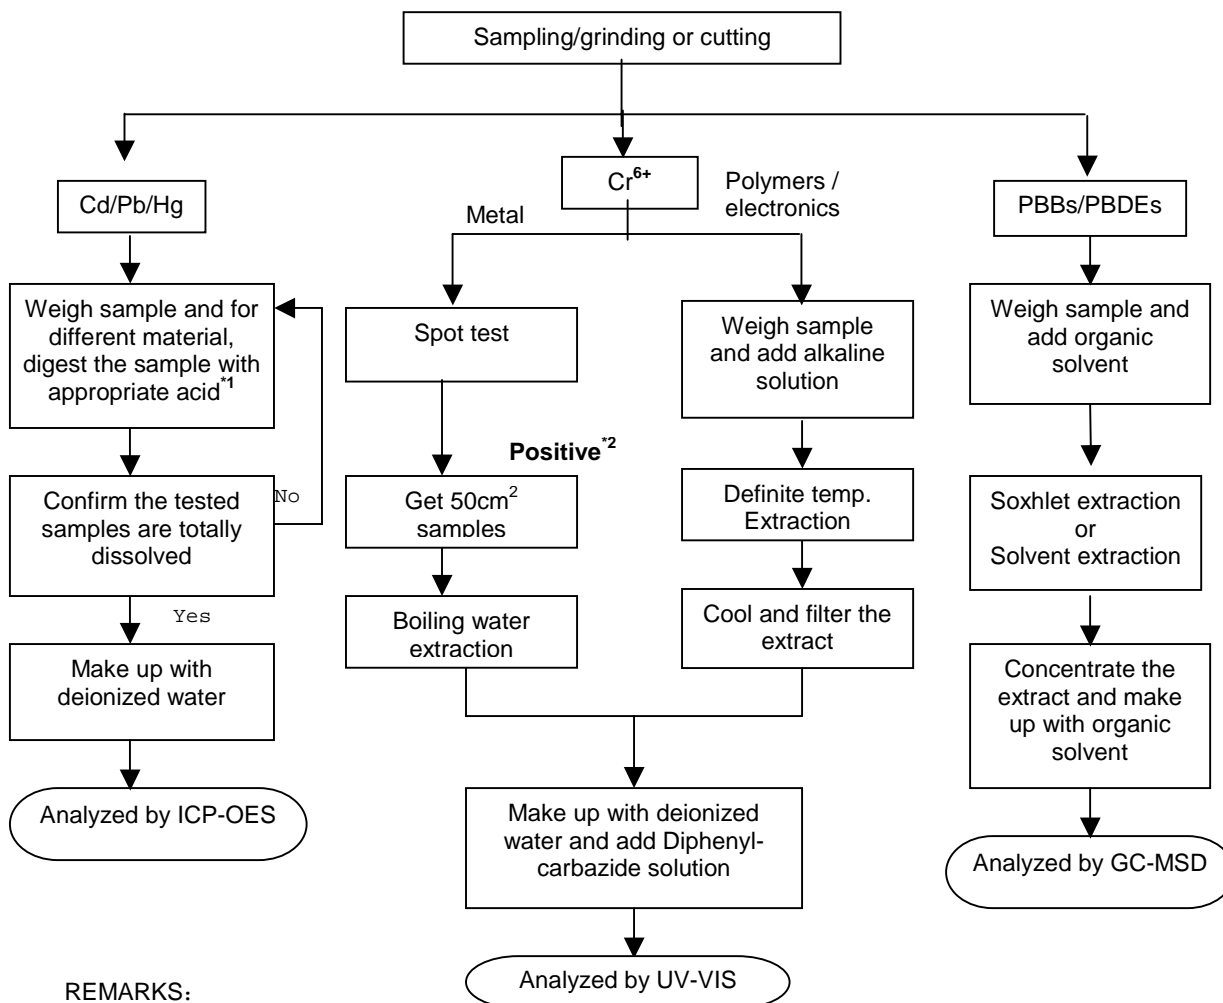 Sampling/grinding or cutting
Cd/Pb/Hg
Weigh sample and for
different material,
digest the sample with
appropriate acid*1
Confirm the tested
samples are totally
dissolved
No
Yes
Make up with
deionized water
Analyzed by ICP-OES
Cr6+
Metal
Spot test
Positive*2
Get 50cm2
samples
Boiling water
extraction
Polymers /
electronics
Weigh sample
and add alkaline
solution
Definite temp.
Extraction
Cool and filter the
extract
Make up with deionized
water and add Diphenyl-
carbazide solution
Analyzed by UV-VIS
PBBs/PBDEs
Weigh sample and
add organic
solvent
Soxhlet extraction
or
Solvent extraction
Concentrate the
extract and make
up with organic
solvent
Analyzed by GC-MSD
REMARKS：